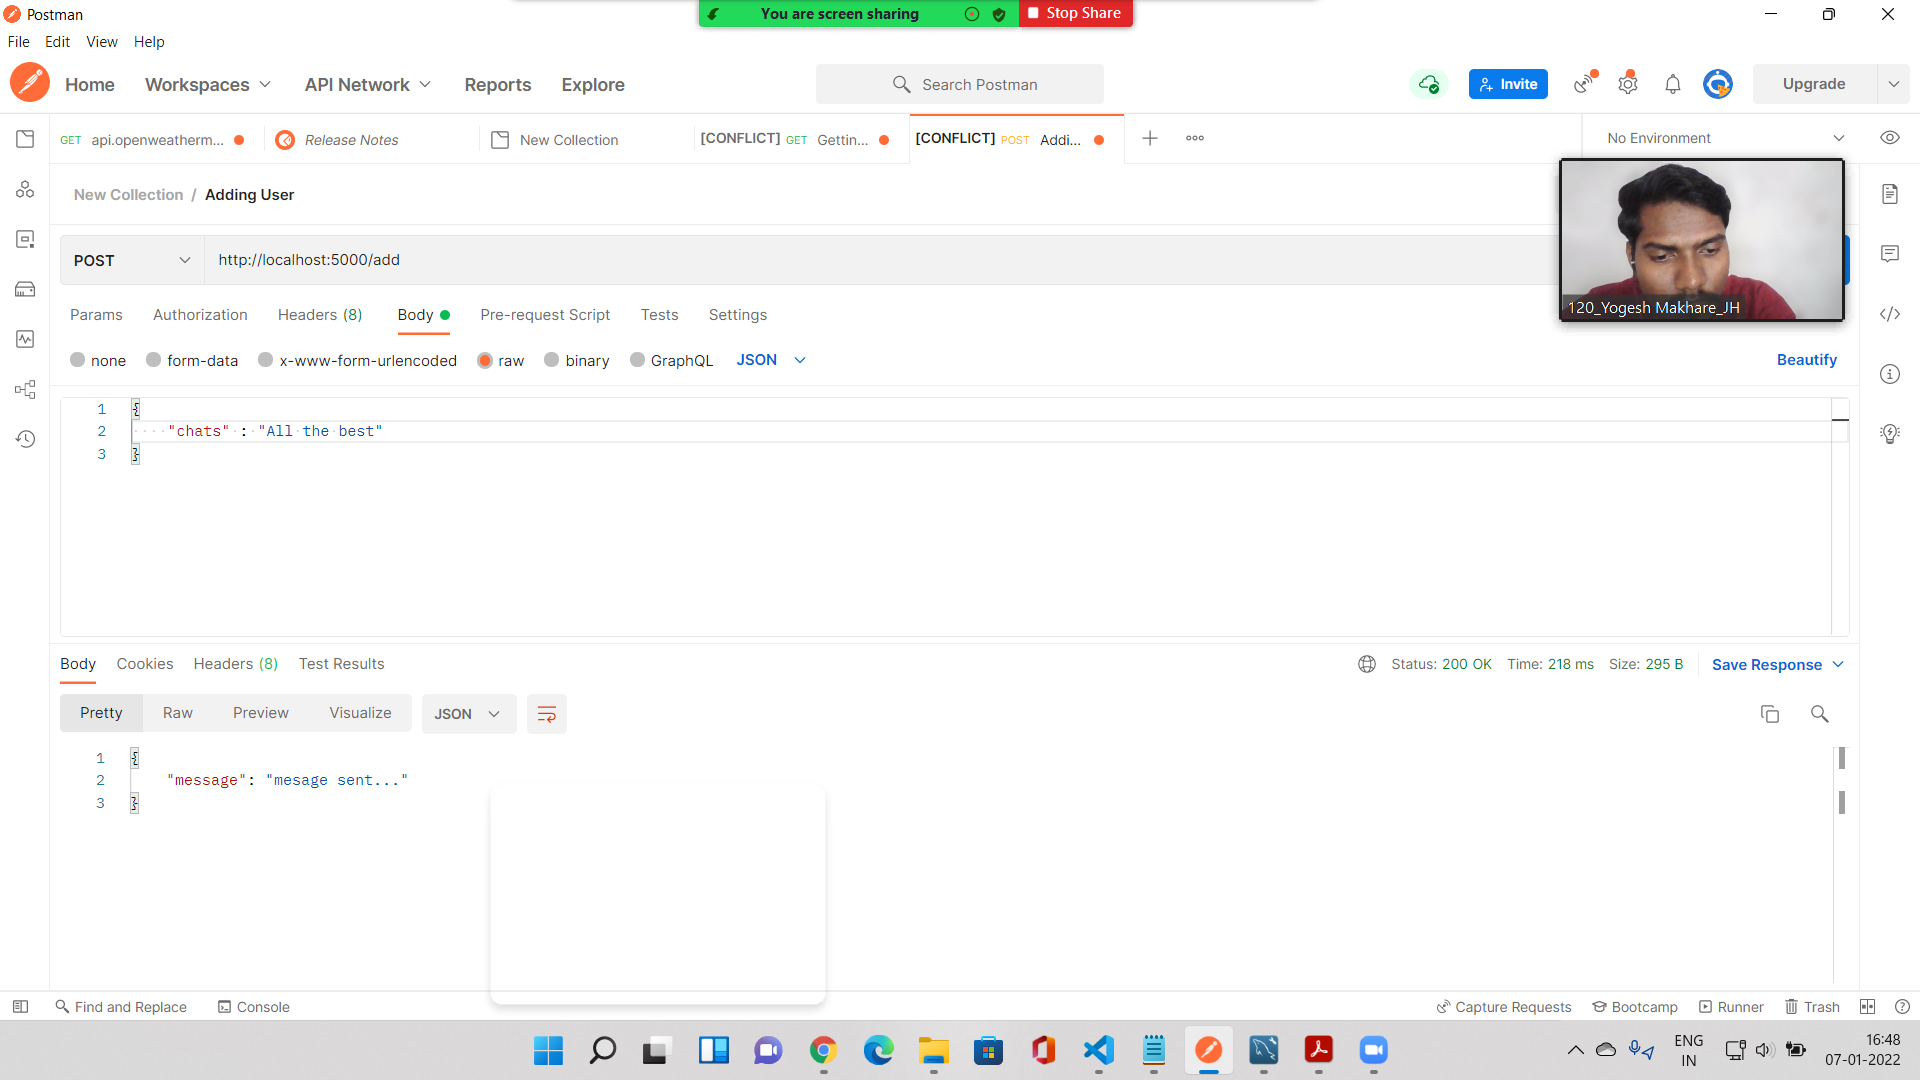 Postman
You are screen sharing
Stop Share
File Edit View Help
Home Workspaces API Network Reports Explore
Search Postman
Invite
Upgrade
GET api.openweatherm...
Release Notes
New Collection
[CONFLICT] GET Gettin...
[CONFLICT] POST Addi...
No Environment
New Collection / Adding User
POST http://localhost:5000/add
120_Yogesh Makhare_JH
Params Authorization Headers (8) Body Pre-request Script Tests Settings
none form-data x-www-form-urlencoded raw binary GraphQL JSON Beautify
1 {
2 "chats" : "All the best"
3 }
Body Cookies Headers (8) Test Results
Status: 200 OK Time: 218 ms Size: 295 B Save Response
Pretty Raw Preview Visualize JSON
1 {
2 "message": "mesage sent..."
3 }
Find and Replace Console
Capture Requests Bootcamp Runner Trash
ENG
IN
16:48
07-01-2022